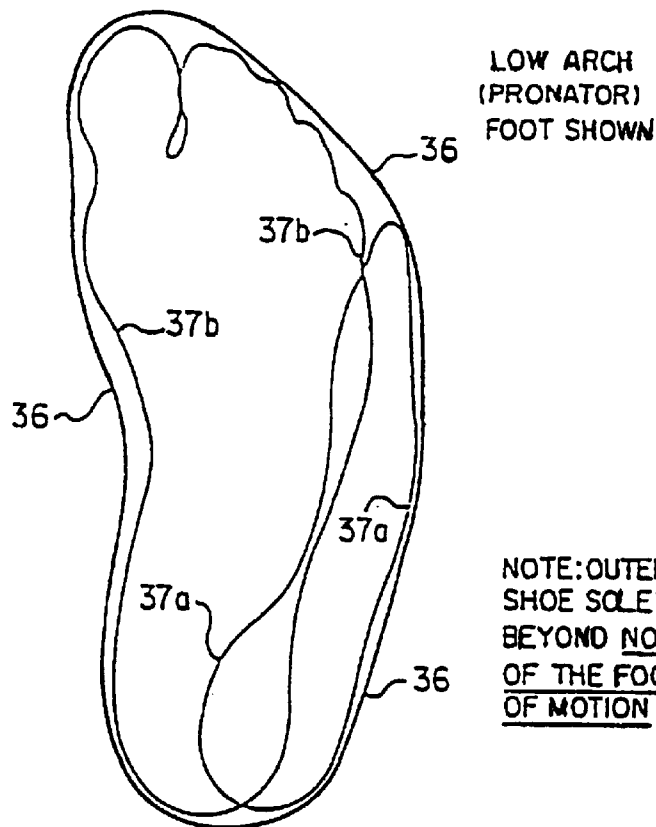 LOW ARCH
(PRONATOR)
FOOT SHOWN
36
37b
37b
36
37a
37a
36
NOTE:OUTE
SHOE SOLE
BEYOND NO
OF THE FOO
OF MOTION